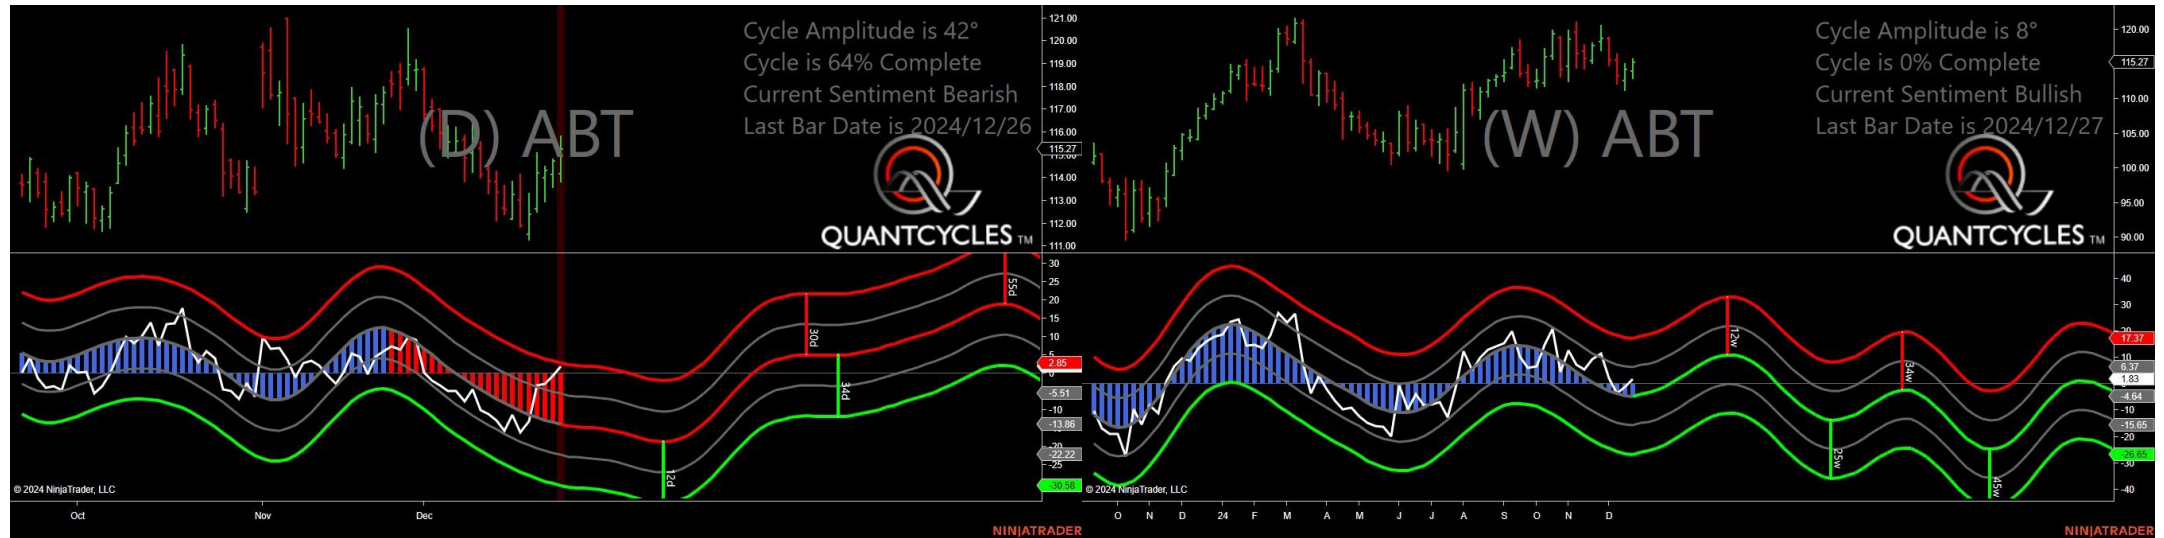 Cycle Amplitude is 42°
Cycle is 64% Complete
Current Sentiment Bearish
Last Bar Date is 2024/12/26
(D) ABT
QUANTCYCLES TM
121.00
120.00
119.00
118.00
117.00
116.00
115.27
115.00
114.00
113.00
112.00
111.00
30
25
20
15
10
5
2.85
0
-5.51
-10
-13.86
-20
-22.22
-25
-30.58
30d
55d
34d
12d
© 2024 NinjaTrader, LLC
Oct
Nov
Dec
NINJATRADER
Cycle Amplitude is 8°
Cycle is 0% Complete
Current Sentiment Bullish
Last Bar Date is 2024/12/27
(W) ABT
QUANTCYCLES TM
120.00
115.27
110.00
105.00
100.00
95.00
90.00
40
30
20
17.37
10
6.37
1.83
-4.64
-10
-15.65
-20
-26.65
-30
-40
12w
34w
25w
45w
© 2024 NinjaTrader, LLC
O N D 24 F M A M J J A S O N D
NINJATRADER